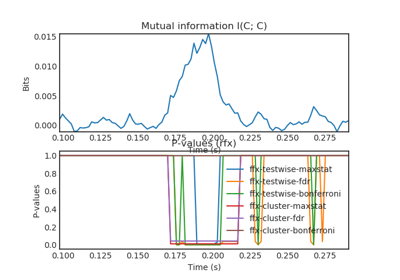 Mutual information I(C; C)
0.015
0.010
0.005
0.000
Bits
0.100 0.125 0.150 0.175 0.200 0.225 0.250 0.275
Time (s)
P-values (rfx)
1.0
0.8
0.6
0.4
0.2
0.0
P-values
ffx-testwise-maxstat
ffx-testwise-fdr
ffx-testwise-bonferroni
ffx-cluster-maxstat
ffx-cluster-fdr
ffx-cluster-bonferroni
0.100 0.125 0.150 0.175 0.200 0.225 0.250 0.275
Time (s)